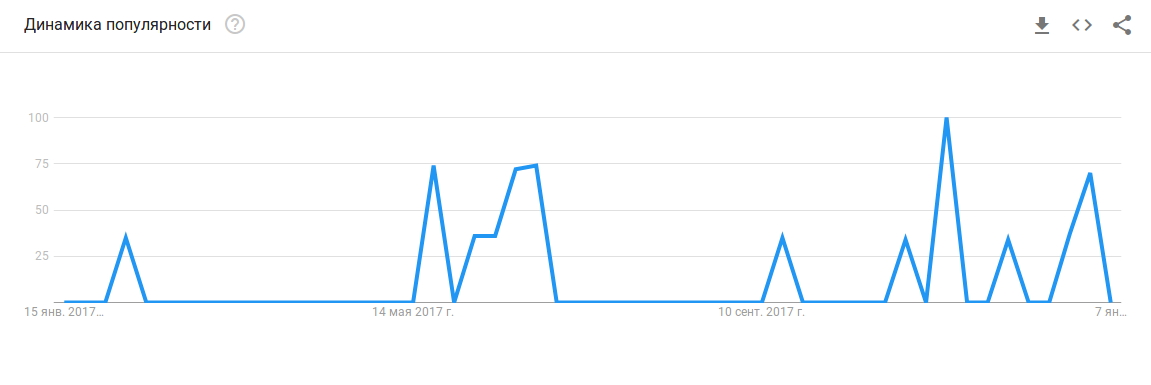 Динамика популярности
100
75
50
25
15 янв. 2017…
14 мая 2017 г.
10 сент. 2017 г.
7 ян…